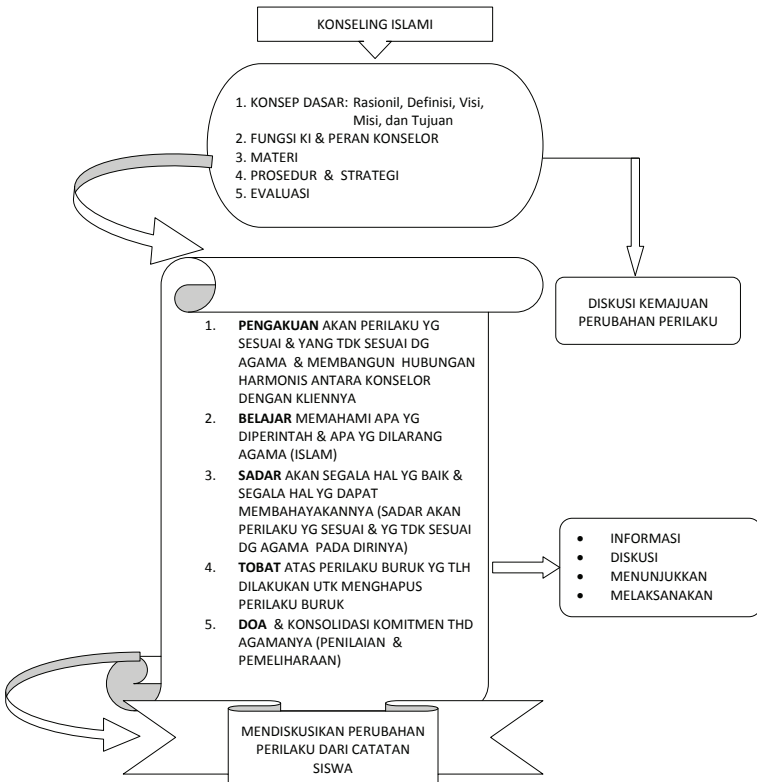 KONSELING ISLAMI
1. KONSEP DASAR: Rasionil, Definisi, Visi,
Misi, dan Tujuan
2. FUNGSI KI & PERAN KONSELOR
3. MATERI
4. PROSEDUR & STRATEGI
5. EVALUASI
DISKUSI KEMAJUAN
PERUBAHAN PERILAKU
1. PENGAKUAN AKAN PERILAKU YG
SESUAI & YANG TDK SESUAI DG
AGAMA & MEMBANGUN HUBUNGAN
HARMONIS ANTARA KONSELOR
DENGAN KLIENNYA
2. BELAJAR MEMAHAMI APA YG
DIPERINTAH & APA YG DILARANG
AGAMA (ISLAM)
3. SADAR AKAN SEGALA HAL YG BAIK &
SEGALA HAL YG DAPAT
MEMBAHAYAKANNYA (SADAR AKAN
PERILAKU YG SESUAI & YG TDK SESUAI
DG AGAMA PADA DIRINYA)
4. TOBAT ATAS PERILAKU BURUK YG TLH
DILAKUKAN UTK MENGHAPUS
PERILAKU BURUK
5. DOA & KONSOLIDASI KOMITMEN THD
AGAMANYA (PENILAIAN &
PEMELIHARAAN)
• INFORMASI
• DISKUSI
• MENUNJUKKAN
• MELAKSANAKAN
MENDISKUSIKAN PERUBAHAN
PERILAKU DARI CATATAN
SISWA